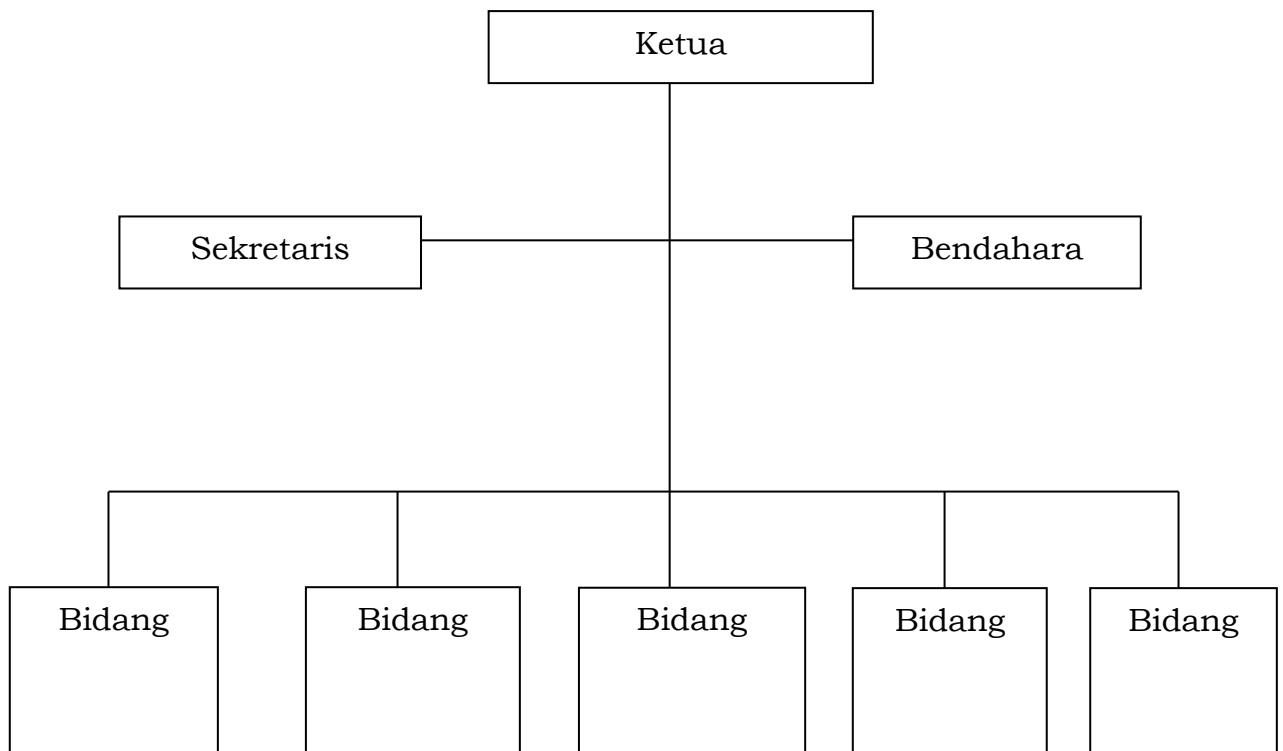 Ketua
Sekretaris
Bendahara
Bidang
Bidang
Bidang
Bidang
Bidang